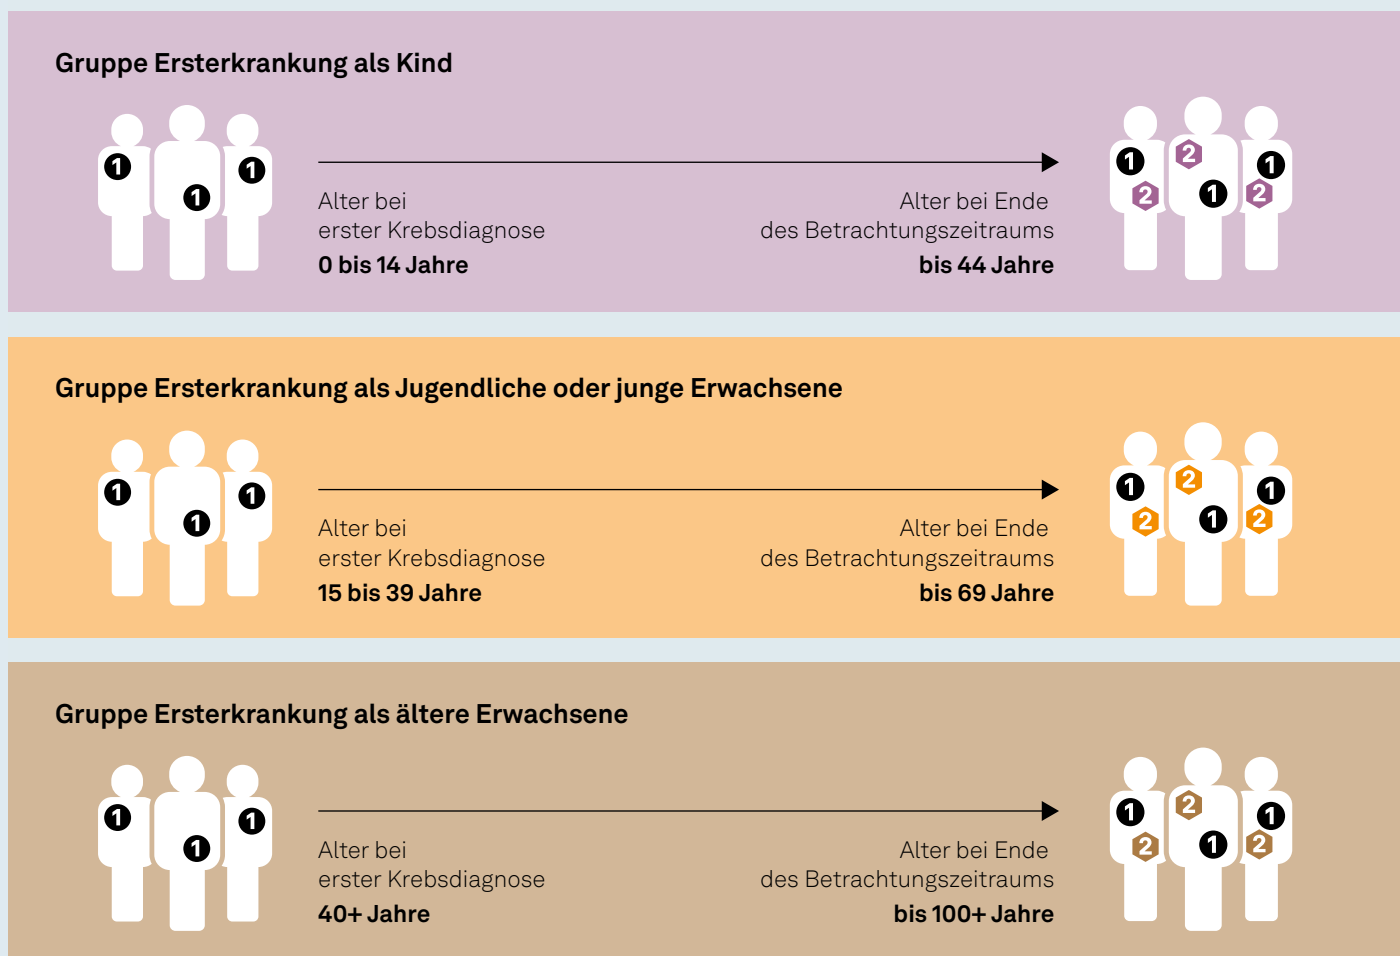 Gruppe Ersterkrankung als Kind
1 1 1
1 2 1 2 1 2
Alter bei
erster Krebsdiagnose
0 bis 14 Jahre
Alter bei Ende
des Betrachtungszeitraums
bis 44 Jahre
Gruppe Ersterkrankung als Jugendliche oder junge Erwachsene
1 1 1
1 2 1 2 1 2
Alter bei
erster Krebsdiagnose
15 bis 39 Jahre
Alter bei Ende
des Betrachtungszeitraums
bis 69 Jahre
Gruppe Ersterkrankung als ältere Erwachsene
1 1 1
1 2 1 2 1 2
Alter bei
erster Krebsdiagnose
40+ Jahre
Alter bei Ende
des Betrachtungszeitraums
bis 100+ Jahre